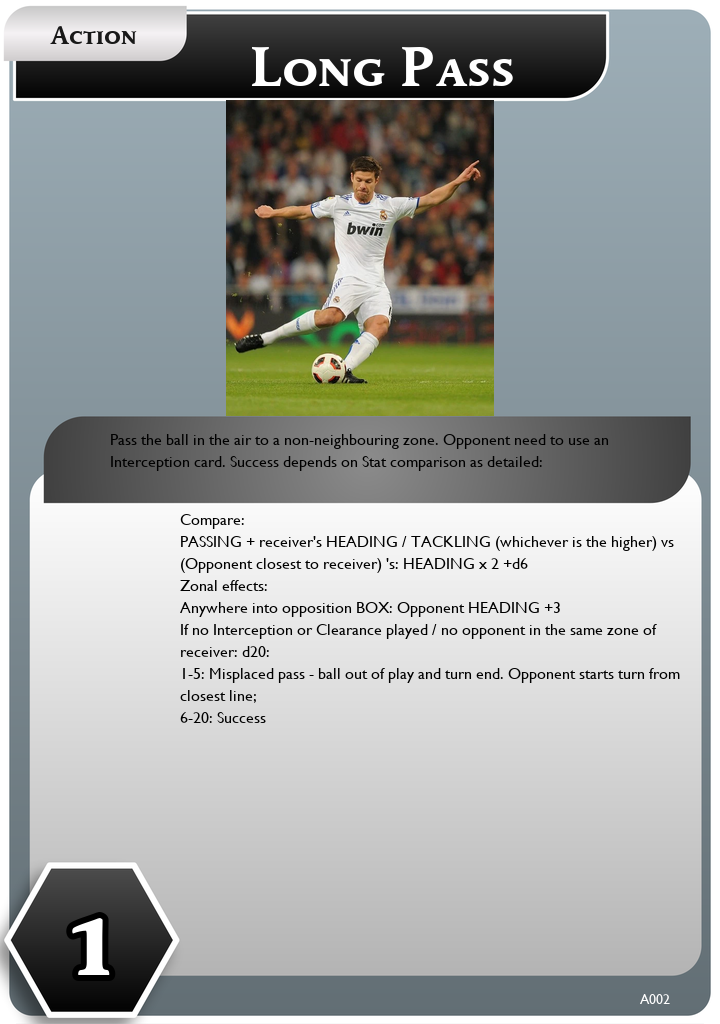 Action
Long Pass
bwin
Pass the ball in the air to a non-neighbouring zone. Opponent need to use an
Interception card. Success depends on Stat comparison as detailed:
Compare:
PASSING + receiver's HEADING / TACKLING (whichever is the higher) vs
(Opponent closest to receiver) 's: HEADING x 2 +d6
Zonal effects:
Anywhere into opposition BOX: Opponent HEADING +3
If no Interception or Clearance played / no opponent in the same zone of
receiver: d20:
1-5: Misplaced pass - ball out of play and turn end. Opponent starts turn from
closest line;
6-20: Success
1
A002